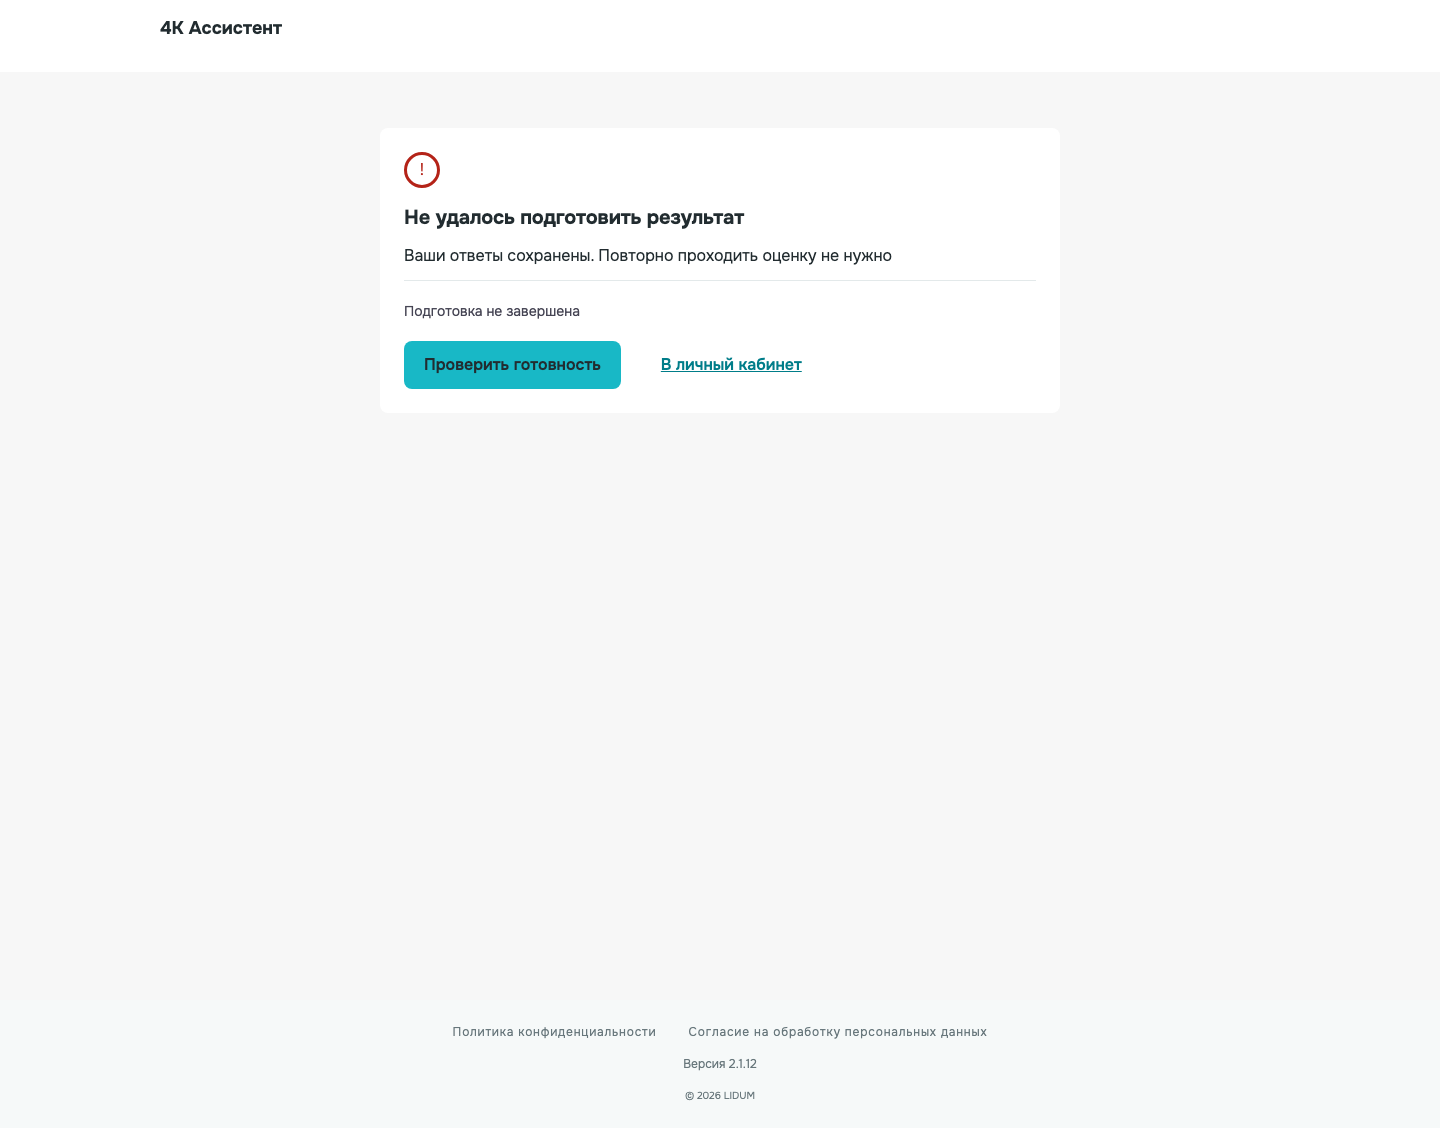 4K Ассистент
!
Не удалось подготовить результат
Ваши ответы сохранены. Повторно проходить оценку не нужно
Подготовка не завершена
Проверить готовность
В личный кабинет
Политика конфиденциальности
Согласие на обработку персональных данных
Версия 2.1.12
© 2026 LIDUM